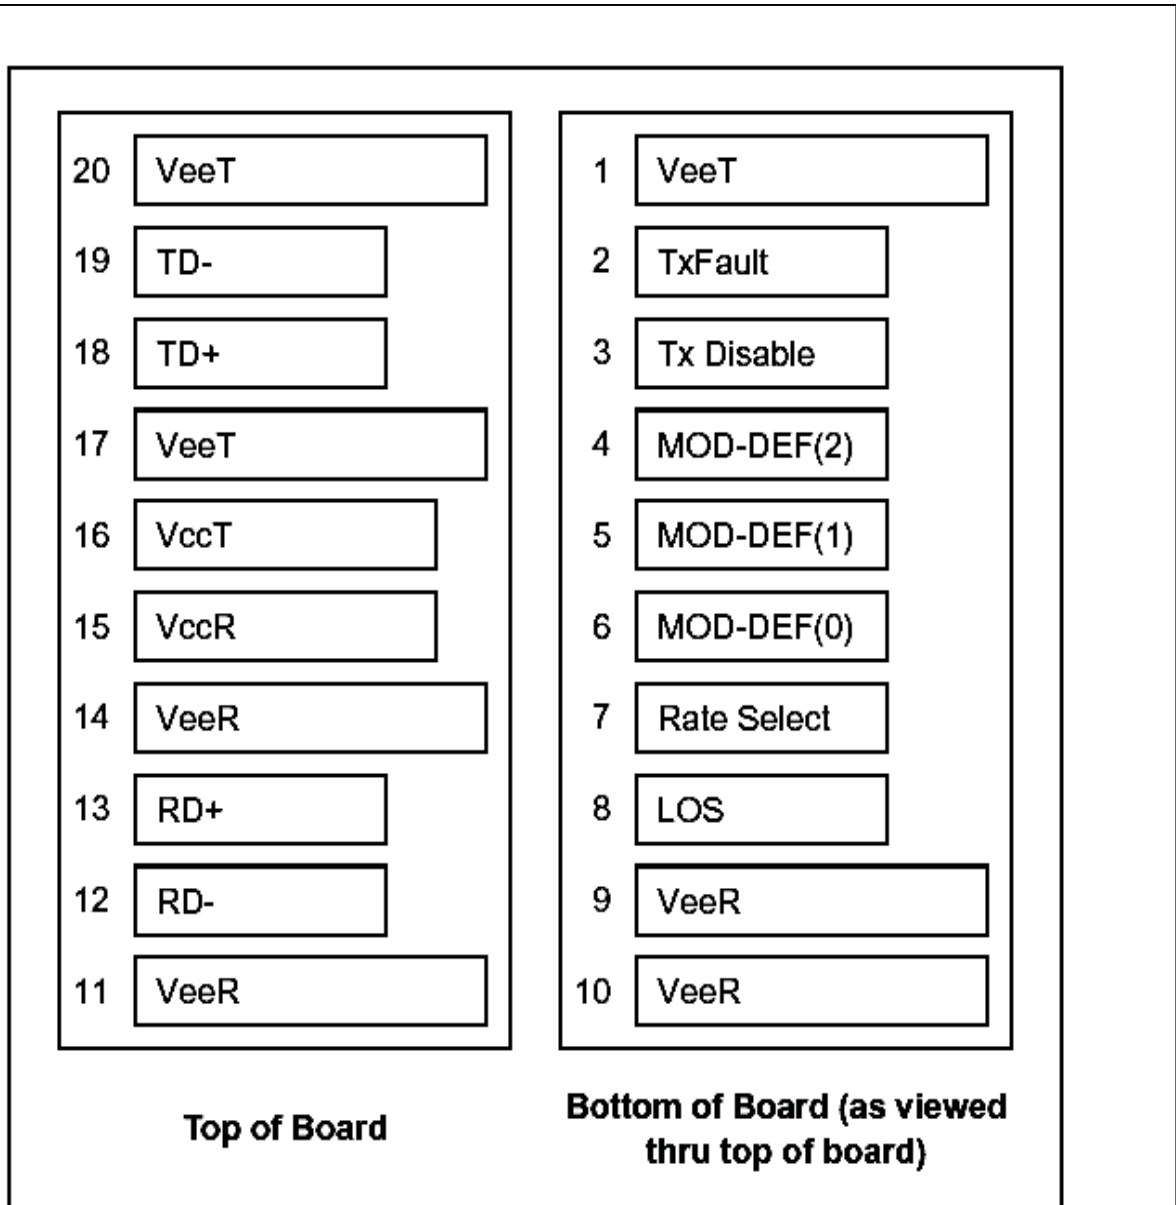 20 VeeT
19 TD-
18 TD+
17 VeeT
16 VccT
15 VccR
14 VeeR
13 RD+
12 RD-
11 VeeR
Top of Board
1 VeeT
2 TxFault
3 Tx Disable
4 MOD-DEF(2)
5 MOD-DEF(1)
6 MOD-DEF(0)
7 Rate Select
8 LOS
9 VeeR
10 VeeR
Bottom of Board (as viewed
thru top of board)